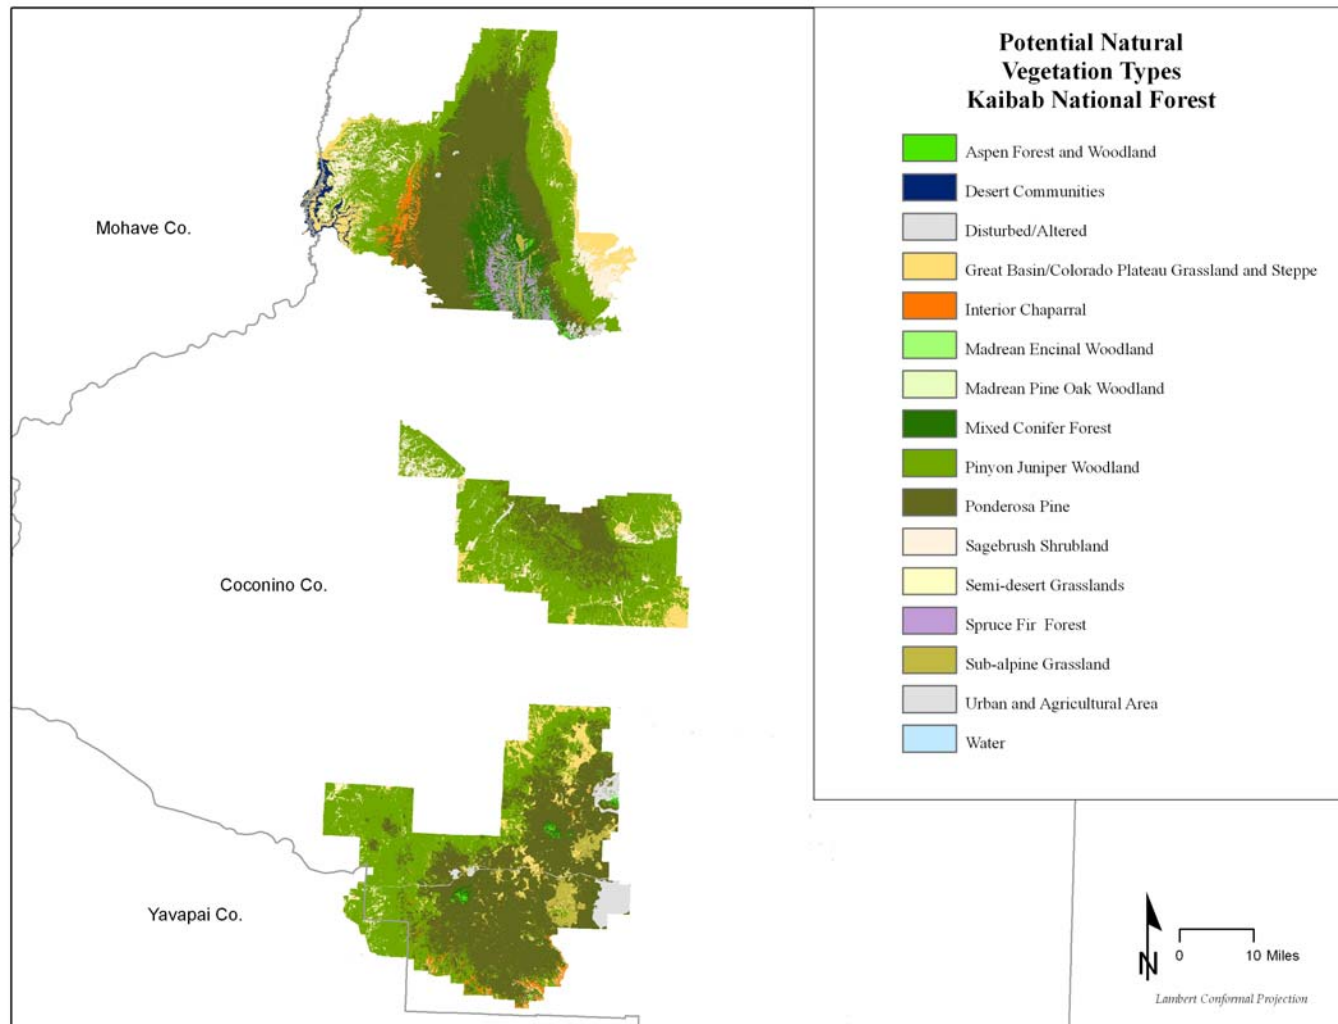 Potential Natural
Vegetation Types
Kaibab National Forest
Aspen Forest and Woodland
Desert Communities
Disturbed/Altered
Great Basin/Colorado Plateau Grassland and Steppe
Interior Chaparral
Madrean Encinal Woodland
Madrean Pine Oak Woodland
Mixed Conifer Forest
Pinyon Juniper Woodland
Ponderosa Pine
Sagebrush Shrubland
Semi-desert Grasslands
Spruce Fir Forest
Sub-alpine Grassland
Urban and Agricultural Area
Water
Mohave Co.
Coconino Co.
Yavapai Co.
N
0 10 Miles
Lambert Conformal Projection